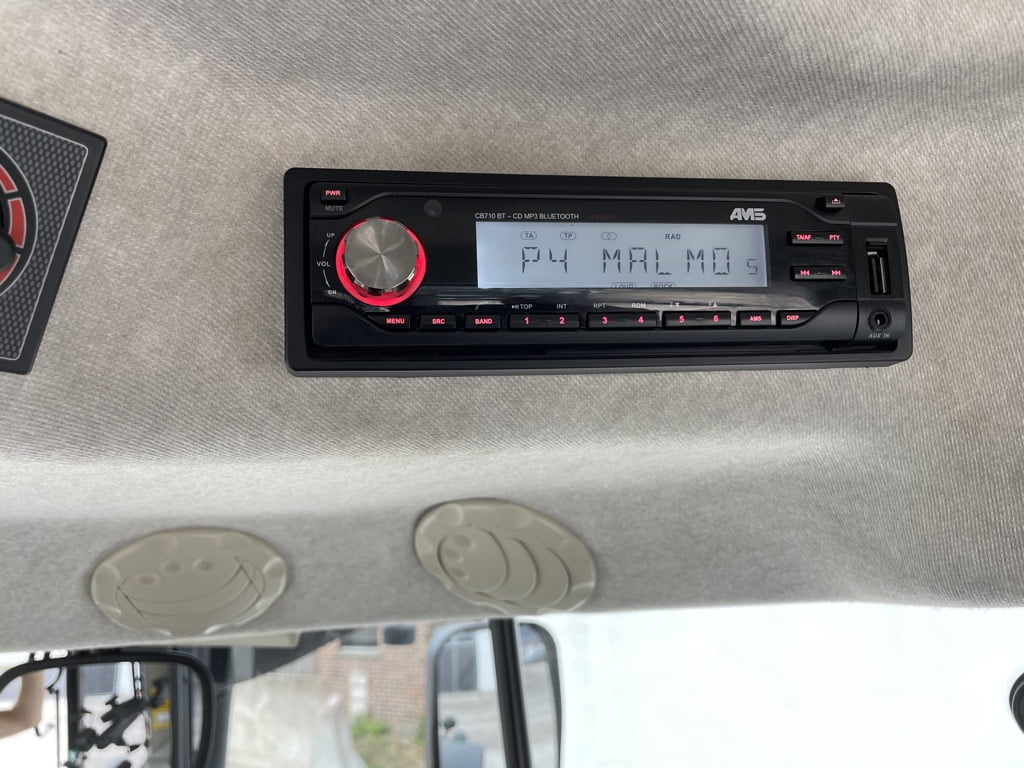 PWR
MUTE
CB710 BT – CD MP3 BLUETOOTH
AMS
TA TP RAD
P4 MALMO 5
LOUD ROCK
UP
VOL
DN
TA/AF PTY
TOP INT RPT RDM
MENU SRC BAND 1 2 3 4 5 6 AMS DISP
AUX IN